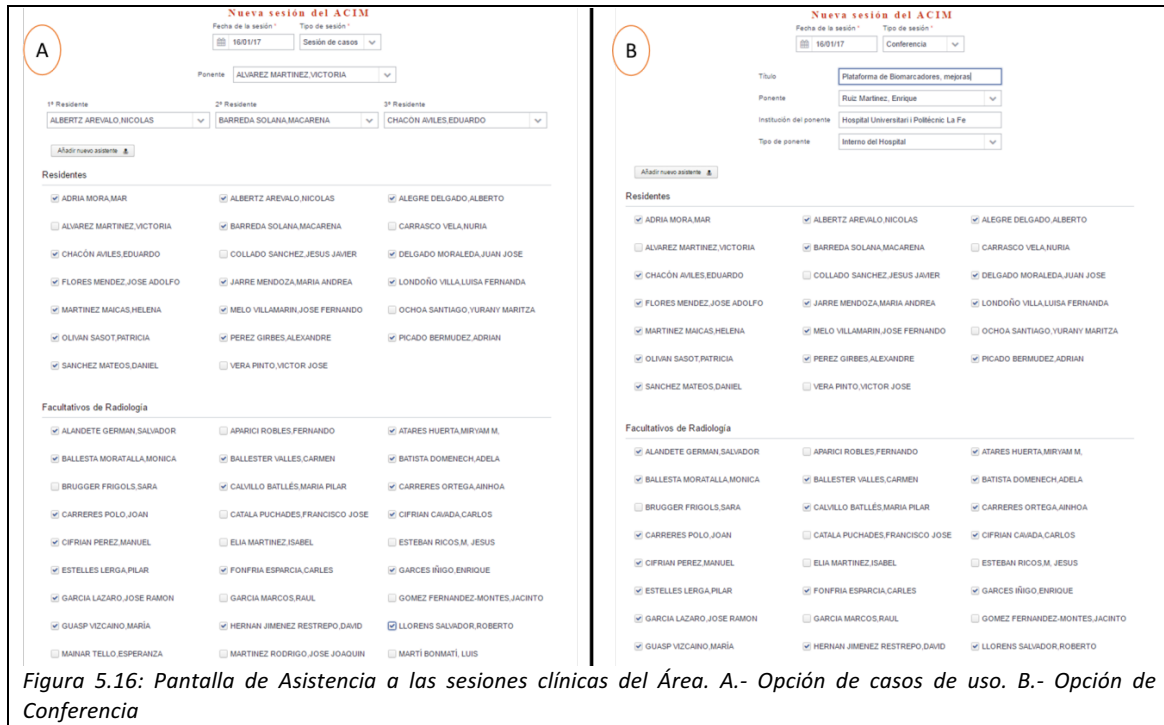 A
Nueva sesión del ACIM
Fecha de la sesión * Tipo de sesión *
16/01/17 Sesión de casos
Ponente ALVAREZ MARTINEZ,VICTORIA
1º Residente 2º Residente 3º Residente
ALBERTZ AREVALO,NICOLAS BARREDA SOLANA,MACARENA CHACÓN AVILES,EDUARDO
Añadir nuevo asistente
Residentes
ADRIA MORA,MAR ALBERTZ AREVALO,NICOLAS ALEGRE DELGADO,ALBERTO
ALVAREZ MARTINEZ,VICTORIA BARREDA SOLANA,MACARENA CARRASCO VELA,NURIA
CHACÓN AVILES,EDUARDO COLLADO SANCHEZ,JESUS JAVIER DELGADO MORALEDA,JUAN JOSE
FLORES MENDEZ,JOSE ADOLFO JARRE MENDOZA,MARIA ANDREA LONDOÑO VILLA,LUISA FERNANDA
MARTINEZ MAICAS,HELENA MELO VILLAMARIN,JOSE FERNANDO OCHOA SANTIAGO,YURANY MARITZA
OLIVAN SASOT,PATRICIA PEREZ GIRBES,ALEXANDRE PICADO BERMUDEZ,ADRIAN
SANCHEZ MATEOS,DANIEL VERA PINTO,VICTOR JOSE
Facultativos de Radiología
ALANDETE GERMAN,SALVADOR APARICI ROBLES,FERNANDO ATARES HUERTA,MIRYAM M,
BALLESTA MORATALLA,MONICA BALLESTER VALLES,CARMEN BATISTA DOMENECH,ADELA
BRUGGER FRIGOLS,SARA CALVILLO BATLLÉS,MARIA PILAR CARRERES ORTEGA,AINHOA
CARRERES POLO,JOAN CATALA PUCHADES,FRANCISCO JOSE CIFRIAN CAVADA,CARLOS
CIFRIAN PEREZ,MANUEL ELIA MARTINEZ,ISABEL ESTEBAN RICOS,M, JESUS
ESTELLES LERGA,PILAR FONFRIA ESPARCIA,CARLES GARCES IÑIGO,ENRIQUE
GARCIA LAZARO,JOSE RAMON GARCIA MARCOS,RAUL GOMEZ FERNANDEZ-MONTES,JACINTO
GUASP VIZCAINO,MARÍA HERNAN JIMENEZ RESTREPO,DAVID LLORENS SALVADOR,ROBERTO
MAINAR TELLO,ESPERANZA MARTINEZ RODRIGO,JOSE JOAQUIN MARTÍ BONMATÍ, LUIS
B
Nueva sesión del ACIM
Fecha de la sesión * Tipo de sesión *
16/01/17 Conferencia
Título Plataforma de Biomarcadores, mejoras
Ponente Ruiz Martinez, Enrique
Institución del ponente Hospital Universitari i Politècnic La Fe
Tipo de ponente Interno del Hospital
Añadir nuevo asistente
Residentes
ADRIA MORA,MAR ALBERTZ AREVALO,NICOLAS ALEGRE DELGADO,ALBERTO
ALVAREZ MARTINEZ,VICTORIA BARREDA SOLANA,MACARENA CARRASCO VELA,NURIA
CHACÓN AVILES,EDUARDO COLLADO SANCHEZ,JESUS JAVIER DELGADO MORALEDA,JUAN JOSE
FLORES MENDEZ,JOSE ADOLFO JARRE MENDOZA,MARIA ANDREA LONDOÑO VILLA,LUISA FERNANDA
MARTINEZ MAICAS,HELENA MELO VILLAMARIN,JOSE FERNANDO OCHOA SANTIAGO,YURANY MARITZA
OLIVAN SASOT,PATRICIA PEREZ GIRBES,ALEXANDRE PICADO BERMUDEZ,ADRIAN
SANCHEZ MATEOS,DANIEL VERA PINTO,VICTOR JOSE
Facultativos de Radiología
ALANDETE GERMAN,SALVADOR APARICI ROBLES,FERNANDO ATARES HUERTA,MIRYAM M,
BALLESTA MORATALLA,MONICA BALLESTER VALLES,CARMEN BATISTA DOMENECH,ADELA
BRUGGER FRIGOLS,SARA CALVILLO BATLLÉS,MARIA PILAR CARRERES ORTEGA,AINHOA
CARRERES POLO,JOAN CATALA PUCHADES,FRANCISCO JOSE CIFRIAN CAVADA,CARLOS
CIFRIAN PEREZ,MANUEL ELIA MARTINEZ,ISABEL ESTEBAN RICOS,M, JESUS
ESTELLES LERGA,PILAR FONFRIA ESPARCIA,CARLES GARCES IÑIGO,ENRIQUE
GARCIA LAZARO,JOSE RAMON GARCIA MARCOS,RAUL GOMEZ FERNANDEZ-MONTES,JACINTO
GUASP VIZCAINO,MARÍA HERNAN JIMENEZ RESTREPO,DAVID LLORENS SALVADOR,ROBERTO
Figura 5.16: Pantalla de Asistencia a las sesiones clínicas del Área. A.- Opción de casos de uso. B.- Opción de
Conferencia